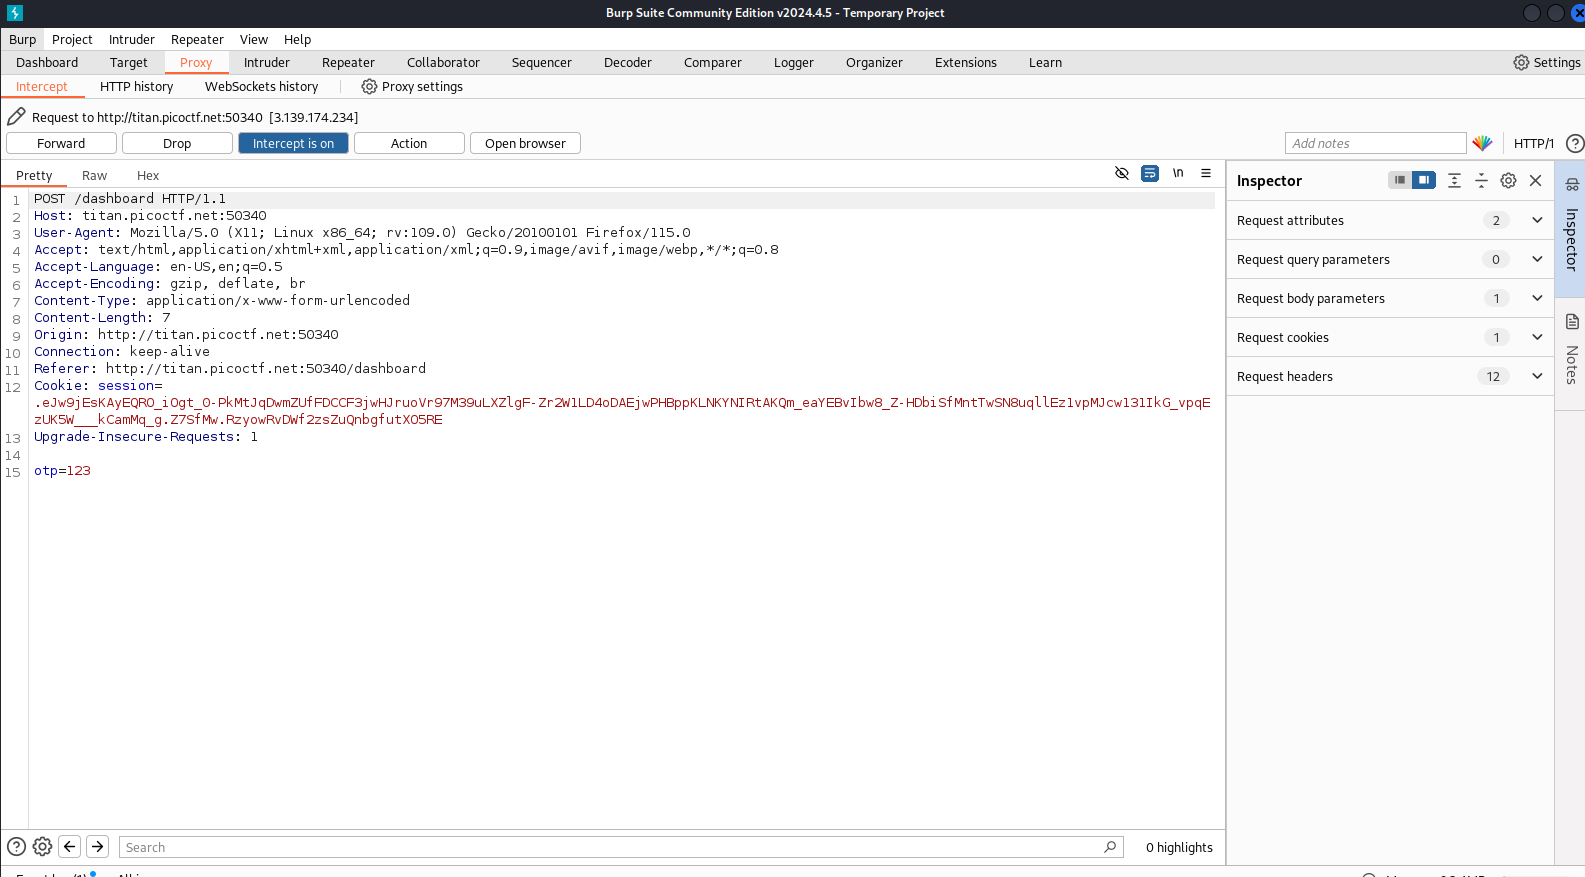 Burp Suite Community Edition v2024.4.5 - Temporary Project
Burp Project Intruder Repeater View Help
Dashboard Target Proxy Intruder Repeater Collaborator Sequencer Decoder Comparer Logger Organizer Extensions Learn Settings
Intercept HTTP history WebSockets history Proxy settings
Request to http://titan.picoctf.net:50340 [3.139.174.234]
Forward Drop Intercept is on Action Open browser Add notes HTTP/1 ?
Pretty Raw Hex \n
Inspector
Request attributes 2
Request query parameters 0
Request body parameters 1
Request cookies 1
Request headers 12
Inspector
Notes
1 POST /dashboard HTTP/1.1
2 Host: titan.picoctf.net:50340
3 User-Agent: Mozilla/5.0 (X11; Linux x86_64; rv:109.0) Gecko/20100101 Firefox/115.0
4 Accept: text/html,application/xhtml+xml,application/xml;q=0.9,image/avif,image/webp,*/*;q=0.8
5 Accept-Language: en-US,en;q=0.5
6 Accept-Encoding: gzip, deflate, br
7 Content-Type: application/x-www-form-urlencoded
8 Content-Length: 7
9 Origin: http://titan.picoctf.net:50340
10 Connection: keep-alive
11 Referer: http://titan.picoctf.net:50340/dashboard
12 Cookie: session=
.eJw9jEsKAyEQRO_iOgt_O-PkMtJqDwmZUfFDCCF3jwHJruoVr97M39uLXZlgF-Zr2W1LD4oDAEjwPHBppKLNKYNIRtAKQm_eaYEBvIbw8_Z-HDbiSfMntTwSN8uqllEz1vpMJcw131IkG_vpqE
zUK5W___kCamMq_g.Z7SfMw.RzyowRvDWf2zsZuQnbgfutXO5RE
13 Upgrade-Insecure-Requests: 1
14
15 otp=123
? Search 0 highlights